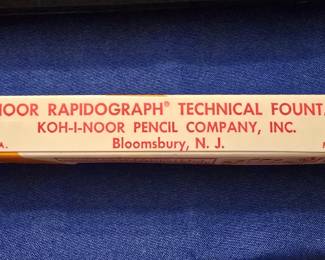 NOOR RAPIDOGRAPH® TECHNICAL FOUNT
KOH-I-NOOR PENCIL COMPANY, INC.
Bloomsbury, N. J.